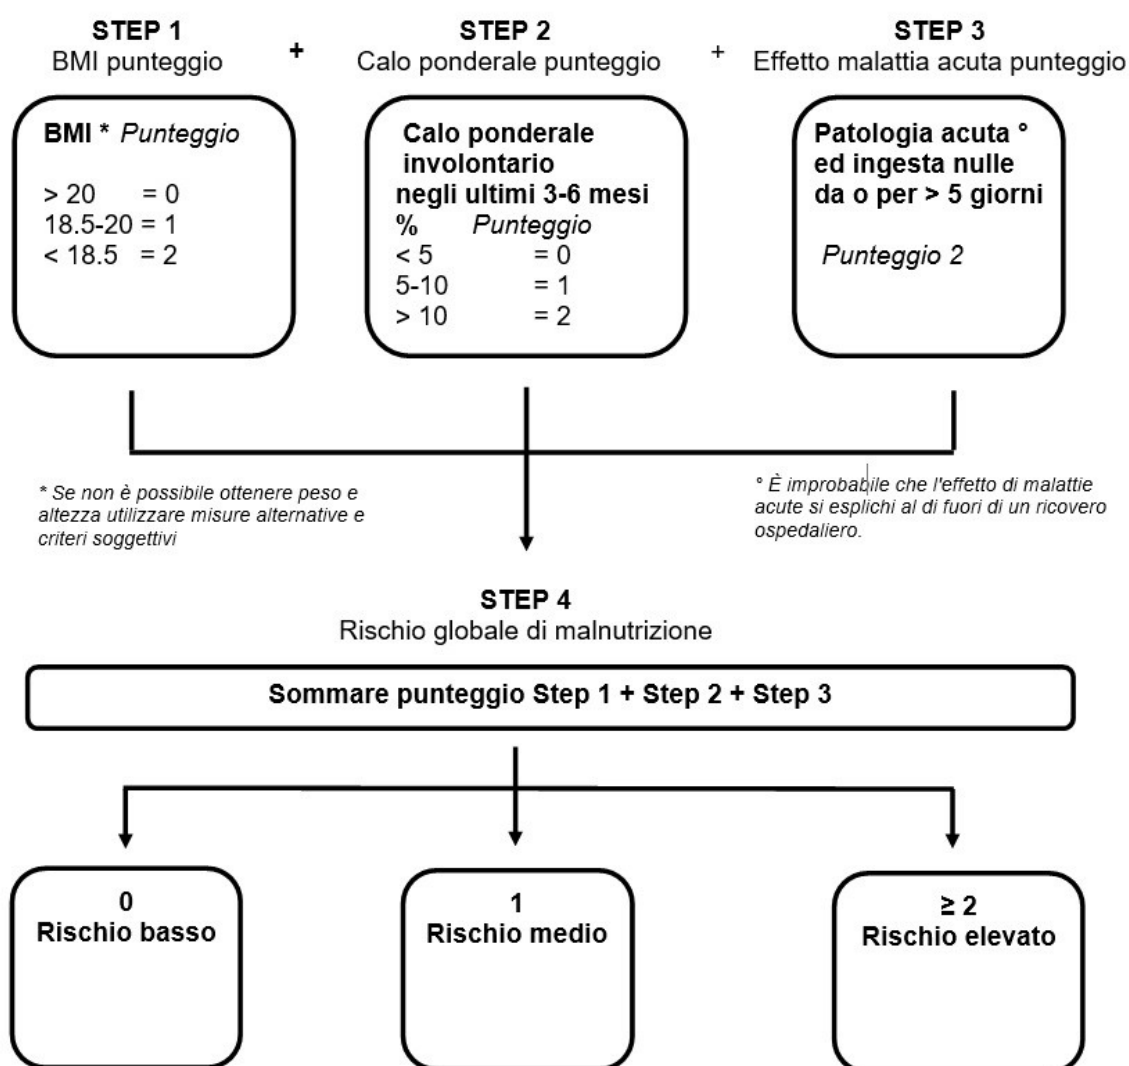 STEP 1
BMI punteggio
+
STEP 2
Calo ponderale punteggio
+
STEP 3
Effetto malattia acuta punteggio
BMI * Punteggio
> 20 = 0
18.5-20 = 1
< 18.5 = 2
Calo ponderale
involontario
negli ultimi 3-6 mesi
% Punteggio
< 5 = 0
5-10 = 1
> 10 = 2
Patologia acuta °
ed ingesta nulle
da o per > 5 giorni
Punteggio 2
* Se non è possibile ottenere peso e
altezza utilizzare misure alternative e
criteri soggettivi
° È improbabile che l'effetto di malattie
acute si esplichi al di fuori di un ricovero
ospedaliero.
STEP 4
Rischio globale di malnutrizione
Sommare punteggio Step 1 + Step 2 + Step 3
0
Rischio basso
1
Rischio medio
≥ 2
Rischio elevato